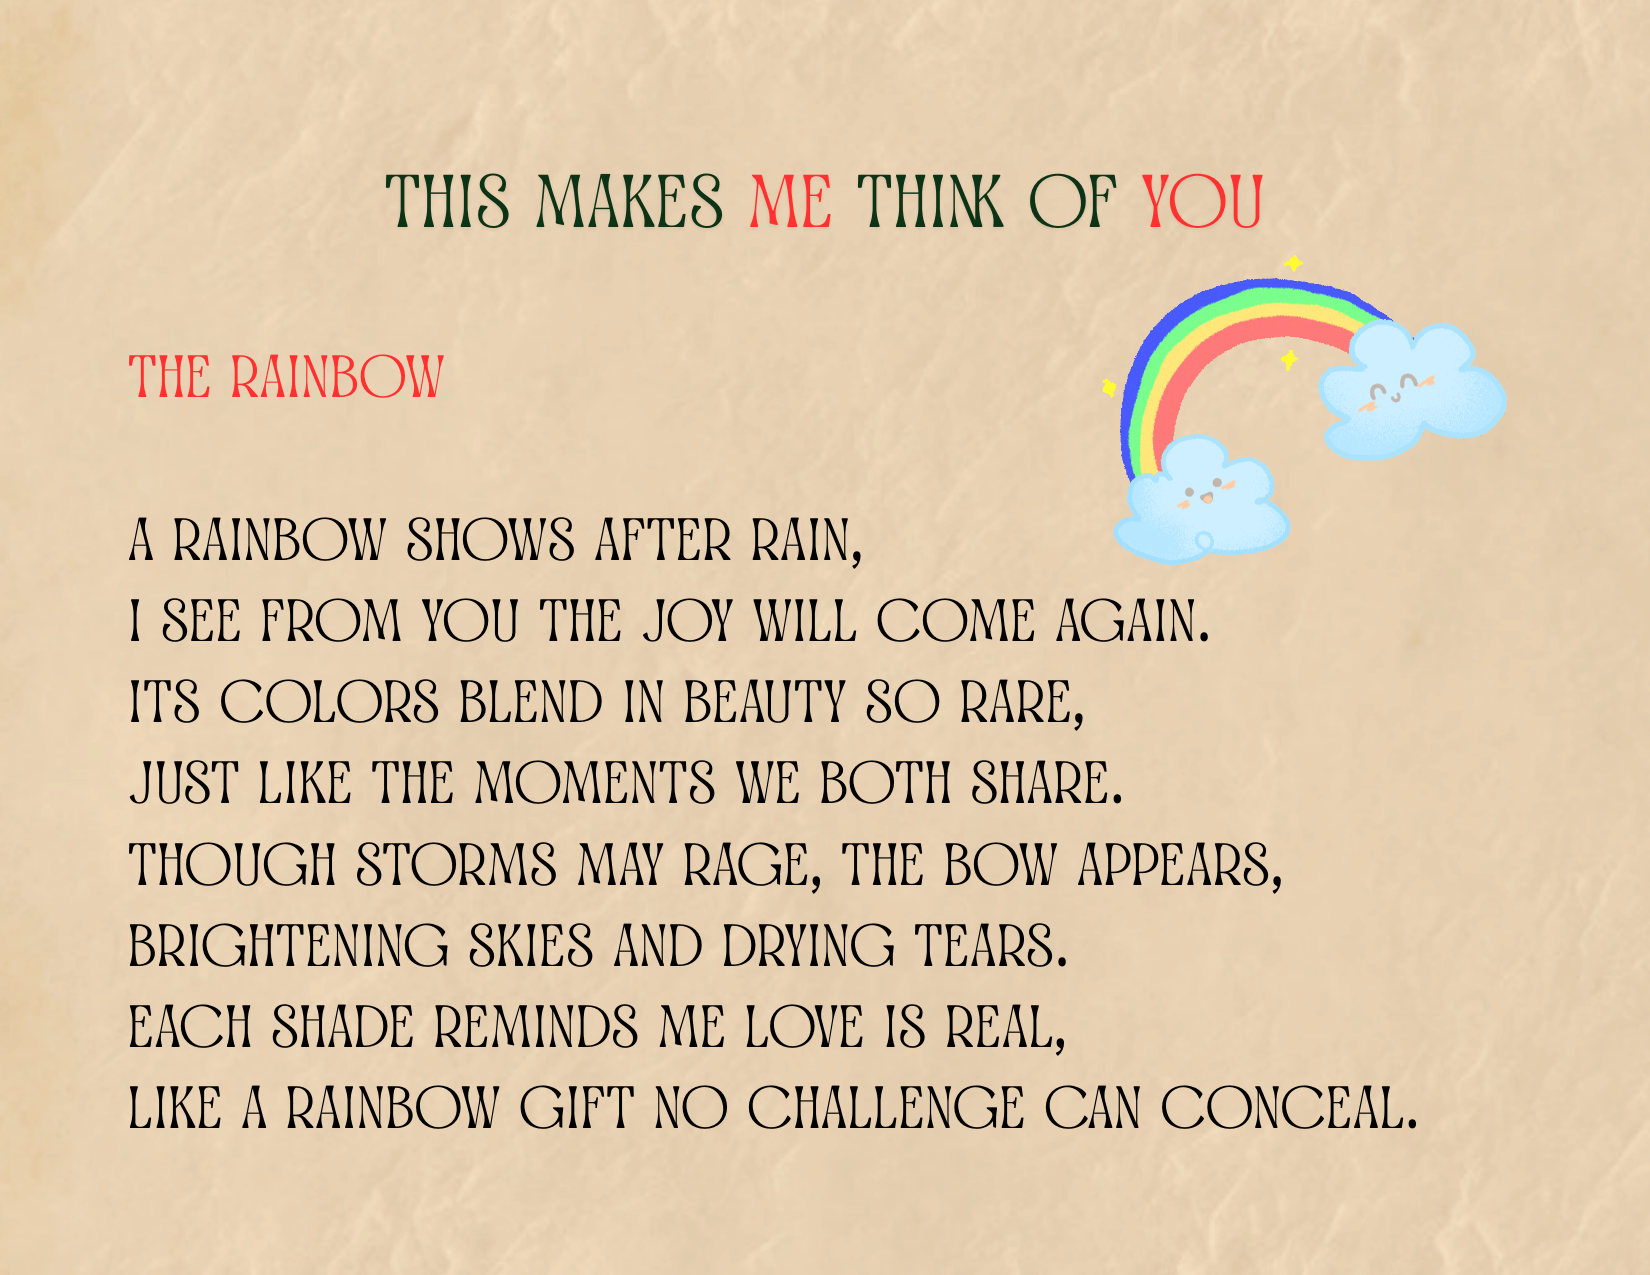 THIS MAKES ME THINK OF YOU
THE RAINBOW
A RAINBOW SHOWS AFTER RAIN,
I SEE FROM YOU THE JOY WILL COME AGAIN.
ITS COLORS BLEND IN BEAUTY SO RARE,
JUST LIKE THE MOMENTS WE BOTH SHARE.
THOUGH STORMS MAY RAGE, THE BOW APPEARS,
BRIGHTENING SKIES AND DRYING TEARS.
EACH SHADE REMINDS ME LOVE IS REAL,
LIKE A RAINBOW GIFT NO CHALLENGE CAN CONCEAL.